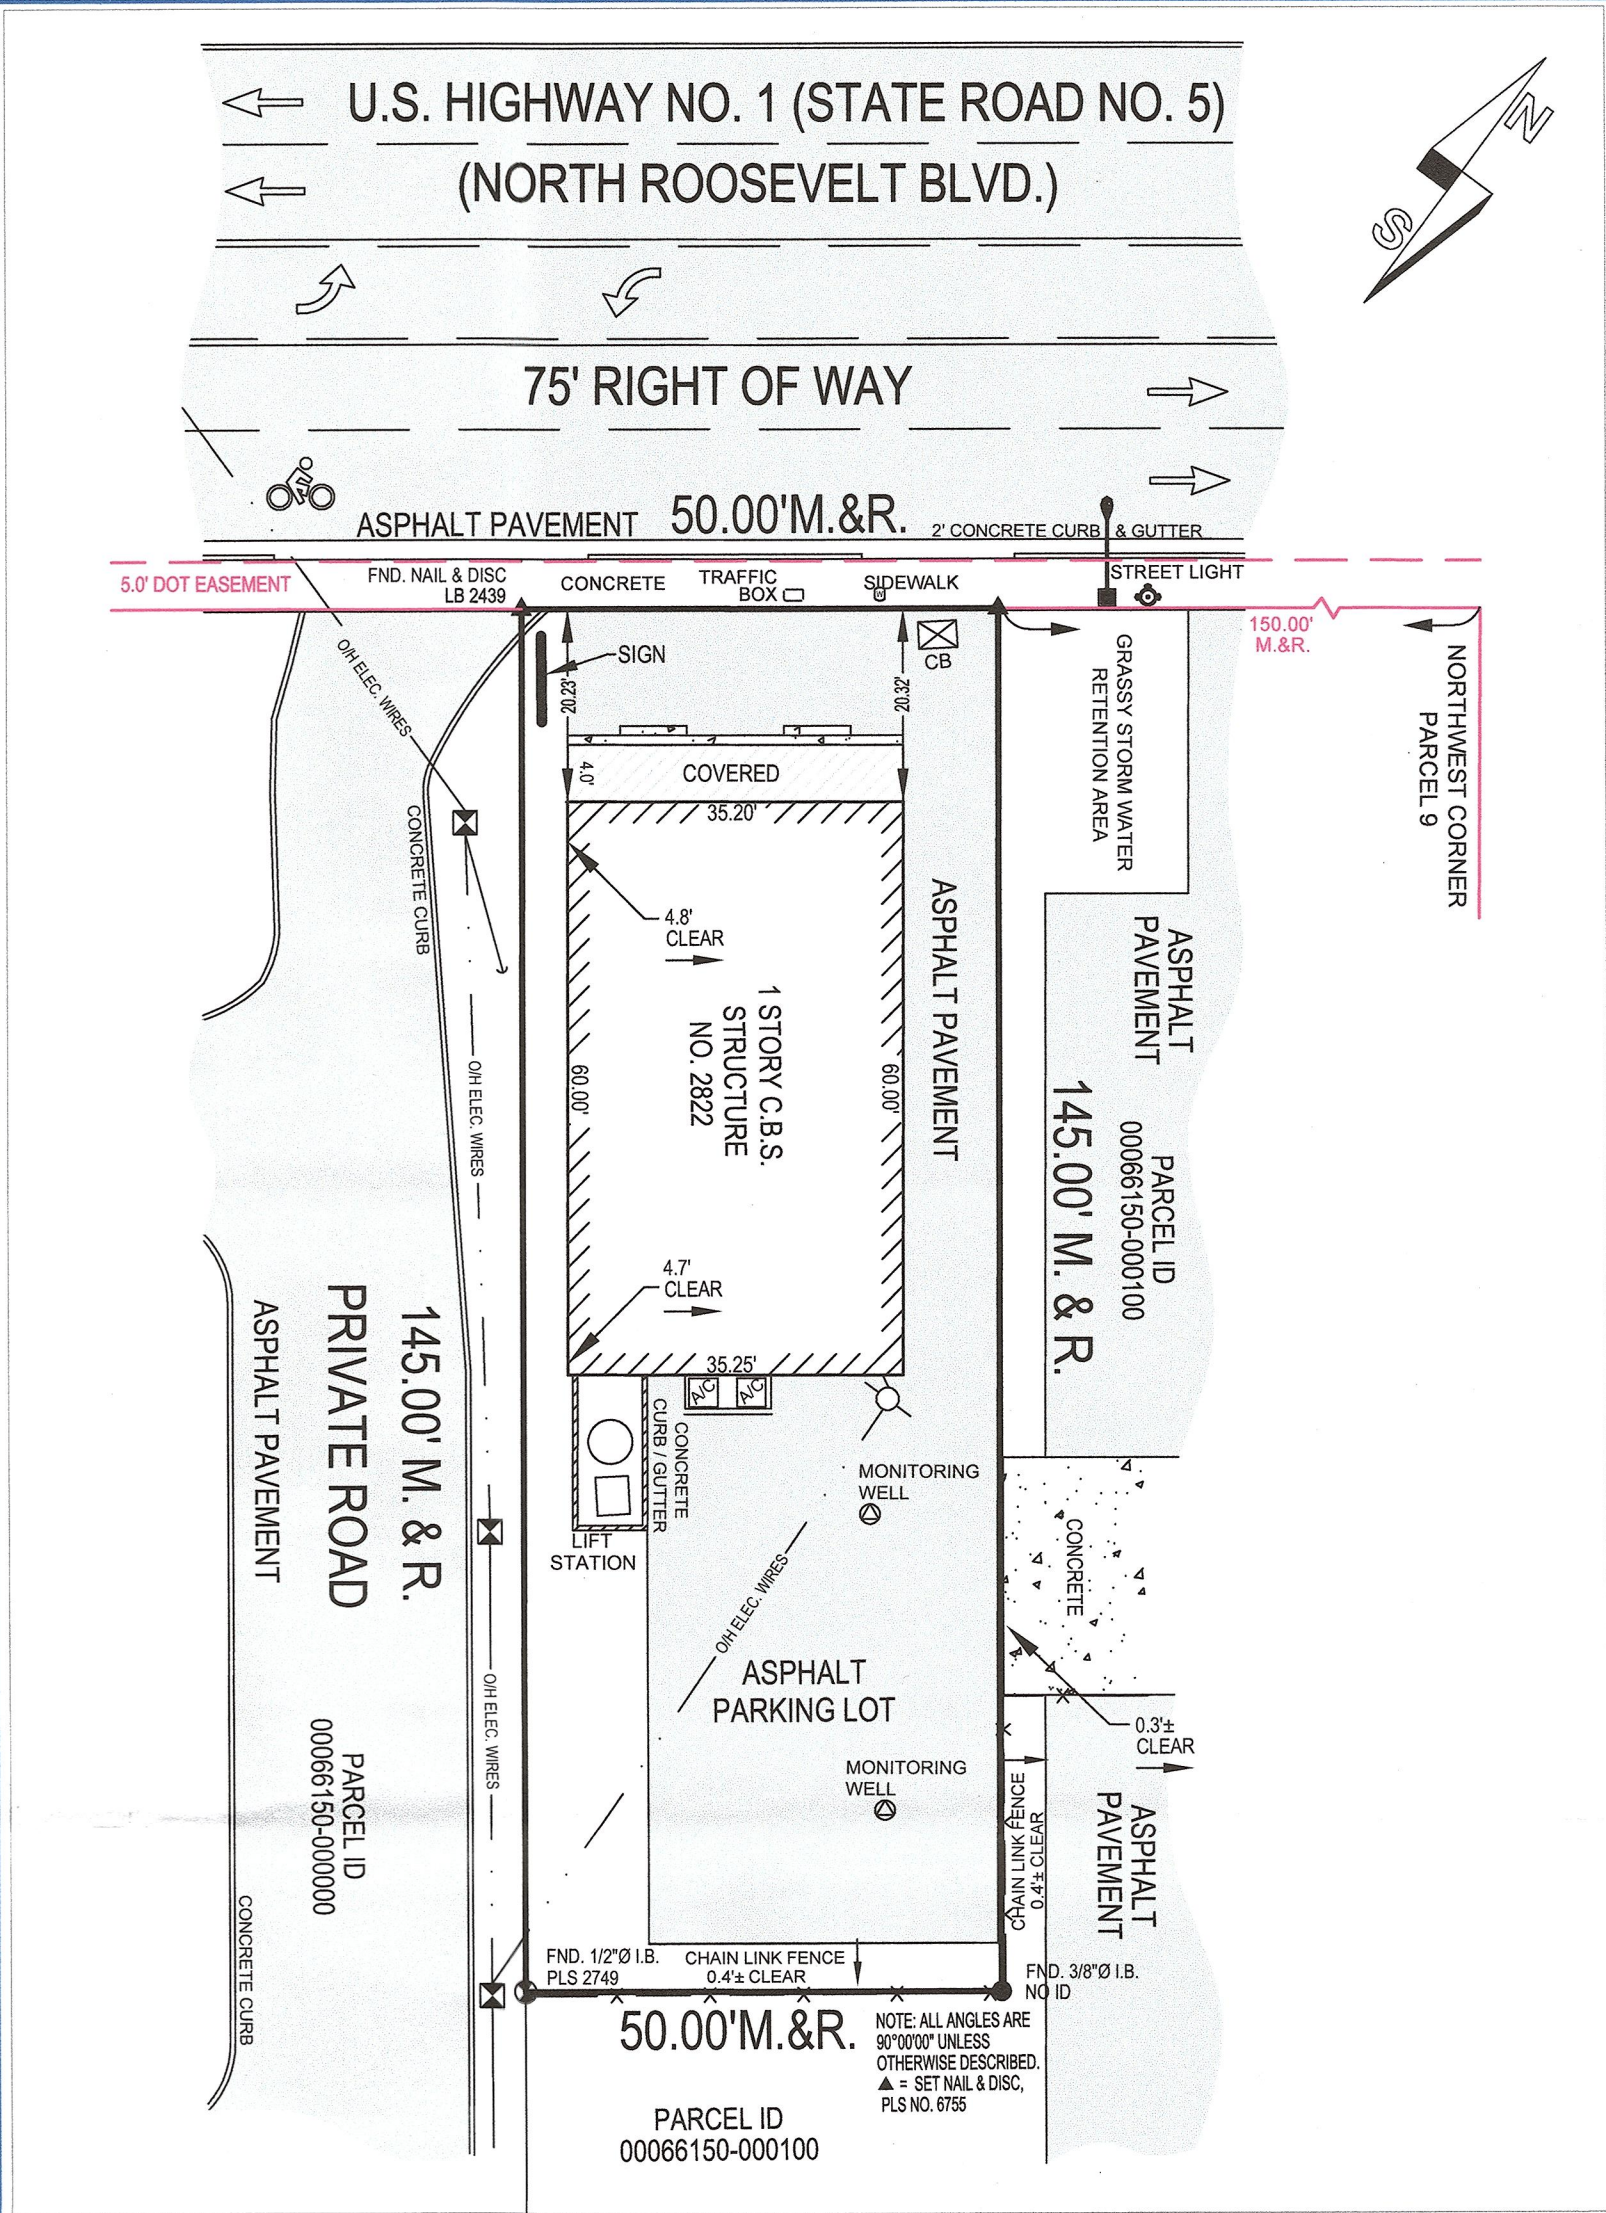 U.S. HIGHWAY NO. 1 (STATE ROAD NO. 5)
(NORTH ROOSEVELT BLVD.)
N
S
75' RIGHT OF WAY
ASPHALT PAVEMENT
50.00'M.&R.
2' CONCRETE CURB & GUTTER
5.0' DOT EASEMENT
FND. NAIL & DISC
LB 2439
CONCRETE
TRAFFIC
BOX
SIDEWALK
W
STREET LIGHT
150.00'
M.&R.
NORTHWEST CORNER
PARCEL 9
GRASSY STORM WATER
RETENTION AREA
SIGN
20.23'
20.32'
CB
O/H ELEC. WIRES
4.0'
COVERED
35.20'
CONCRETE CURB
4.8'
CLEAR
ASPHALT PAVEMENT
ASPHALT
PAVEMENT
1 STORY C.B.S.
STRUCTURE
NO. 2822
60.00'
60.00'
O/H ELEC. WIRES
PARCEL ID
00066150-000100
145.00' M. & R.
4.7'
CLEAR
35.25'
A/C
A/C
CONCRETE
CURB / GUTTER
LIFT
STATION
MONITORING
WELL
O/H ELEC. WIRES
CONCRETE
145.00' M. & R.
PRIVATE ROAD
ASPHALT PAVEMENT
O/H ELEC. WIRES
ASPHALT
PARKING LOT
0.3'±
CLEAR
MONITORING
WELL
CHAIN LINK FENCE
0.4'± CLEAR
ASPHALT
PAVEMENT
PARCEL ID
00066150-000000
CONCRETE CURB
FND. 1/2"Ø I.B.
PLS 2749
CHAIN LINK FENCE
0.4'± CLEAR
FND. 3/8"Ø I.B.
NO ID
50.00'M.&R.
NOTE: ALL ANGLES ARE
90°00'00" UNLESS
OTHERWISE DESCRIBED.
▲ = SET NAIL & DISC,
PLS NO. 6755
PARCEL ID
00066150-000100